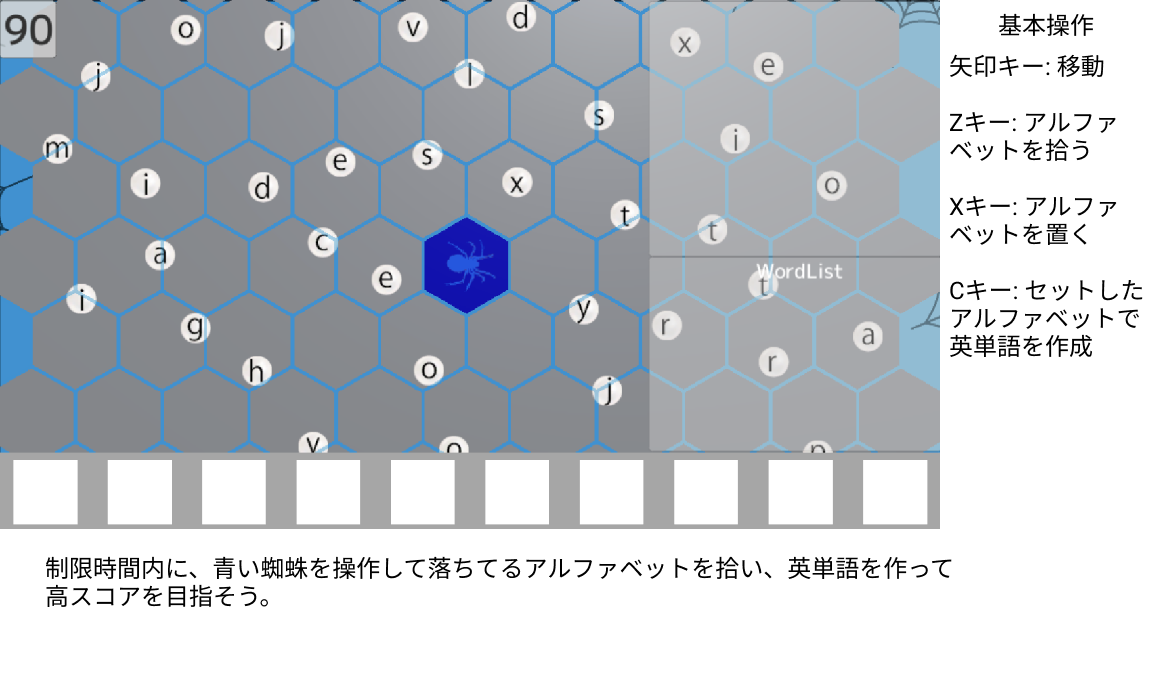 90
o j v d x e
j l s
m i d e s x i o
a c e t t
WordList
i g y t
h o j r r a
v o p
基本操作
矢印キー: 移動
Zキー: アルファ
ベットを拾う
Xキー: アルファ
ベットを置く
Cキー: セットした
アルファベットで
英単語を作成
制限時間内に、青い蜘蛛を操作して落ちてるアルファベットを拾い、英単語を作って
高スコアを目指そう。